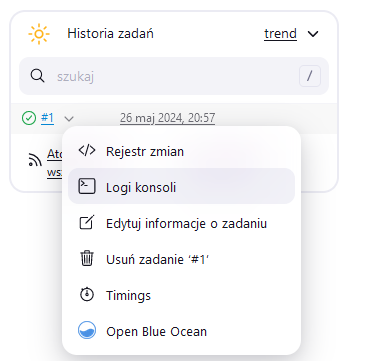 Historia zadań trend
szukaj /
#1 26 maj 2024, 20:57
Rejestr zmian
Logi konsoli
Edytuj informacje o zadaniu
Usuń zadanie ‘#1’
Timings
Open Blue Ocean